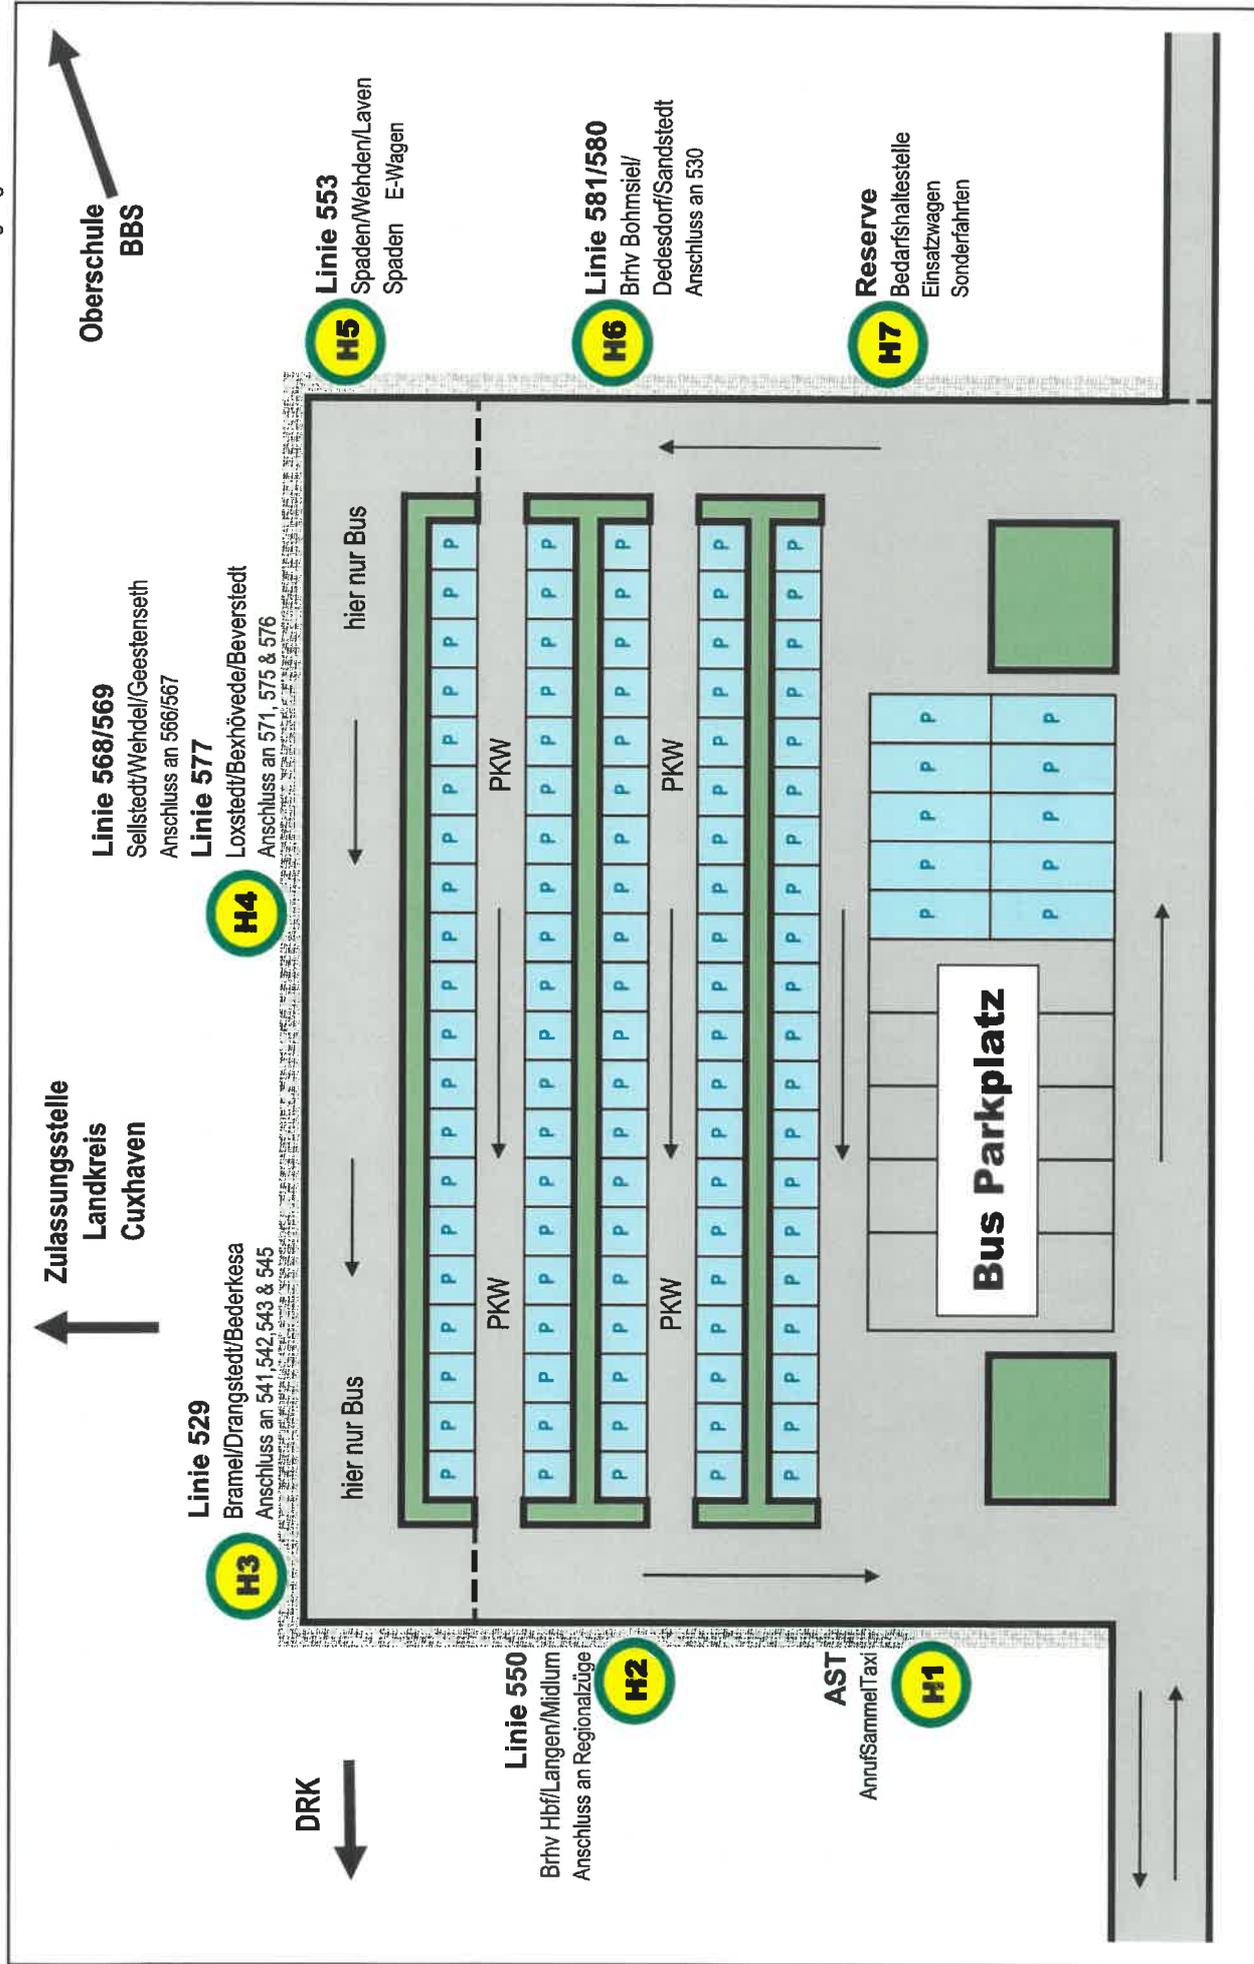 Zulassungsstelle
Landkreis
Cuxhaven
Oberschule
BBS
Linie 568/569
Sellstedt/Wehdel/Geestenseth
Anschluss an 566/567
Linie 577
Loxstedt/Bexhövede/Beverstedt
Anschluss an 571, 575 & 576
H4
Linie 529
Bramel/Drangstedt/Bederkesa
Anschluss an 541,542,543 & 545
H3
DRK
Linie 553
Spaden/Wehden/Laven
Spaden E-Wagen
H5
hier nur Bus
hier nur Bus
P P P P P P P P P P P P P P P P P P P P
PKW
PKW
P P P P P P P P P P P P P P P P P P P P
Linie 550
Brhv Hbf/Langen/Midlum
Anschluss an Regionalzüge
H2
Linie 581/580
Brhv Bohmsiel/
Dedesdorf/Sandstedt
Anschluss an 530
H6
P P P P P P P P P P P P P P P P P P P P
PKW
PKW
P P P P P P P P P P P P P P P P P P P P
P P P P P P P P P P P P P P P P P P P P
AST
AnrufSammelTaxi
H1
Reserve
Bedarfshaltestelle
Einsatzwagen
Sonderfahrten
H7
P P P P P
Bus Parkplatz
P P P P P